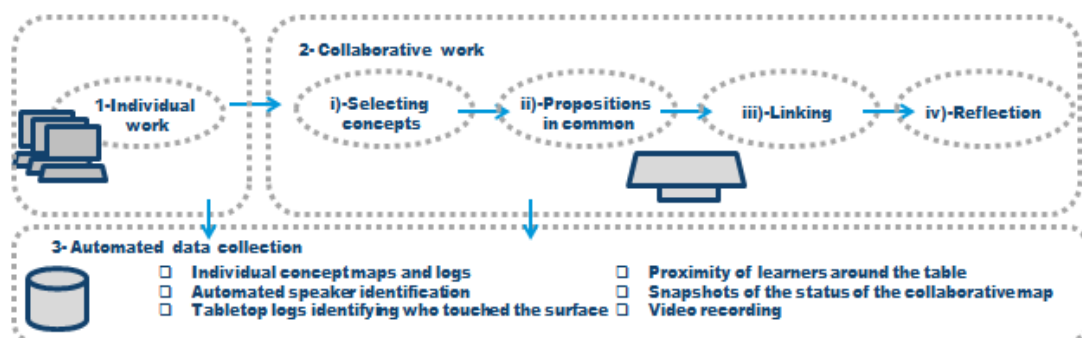 2- Collaborative work
1-Individual
work
i)-Selecting
concepts
ii)-Propositions
in common
iii)-Linking
iv)-Reflection
3- Automated data collection
❑ Individual concept maps and logs
❑ Automated speaker identification
❑ Tabletop logs identifying who touched the surface
❑ Proximity of learners around the table
❑ Snapshots of the status of the collaborative map
❑ Video recording